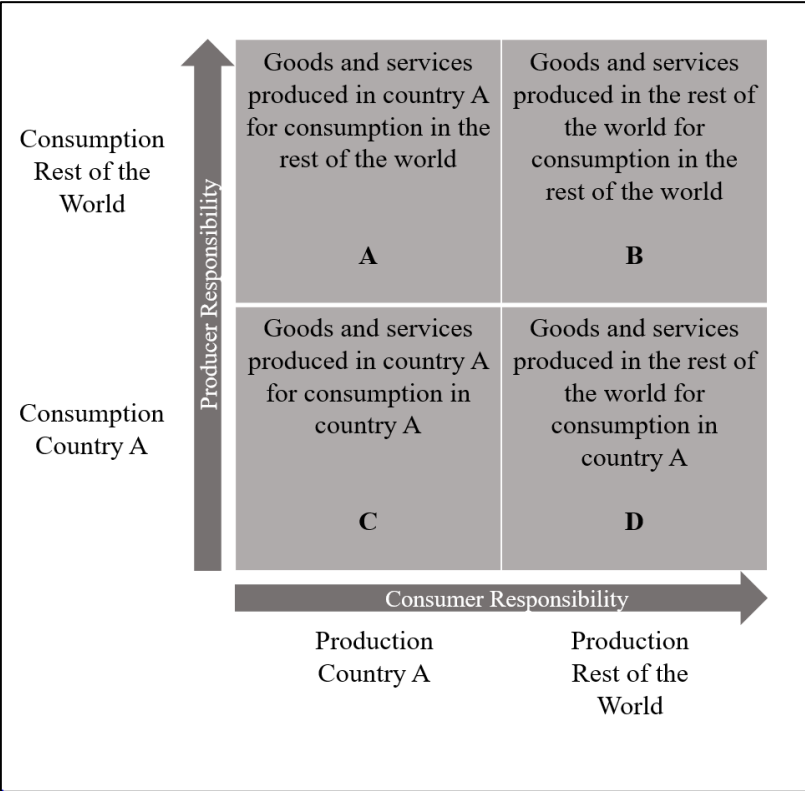 Consumption
Rest of the
World
Producer Responsibility
Goods and services
produced in country A
for consumption in the
rest of the world
A
Goods and services
produced in the rest of
the world for
consumption in the
rest of the world
B
Consumption
Country A
Goods and services
produced in country A
for consumption in
country A
C
Goods and services
produced in the rest of
the world for
consumption in
country A
D
Consumer Responsibility
Production
Country A
Production
Rest of the
World